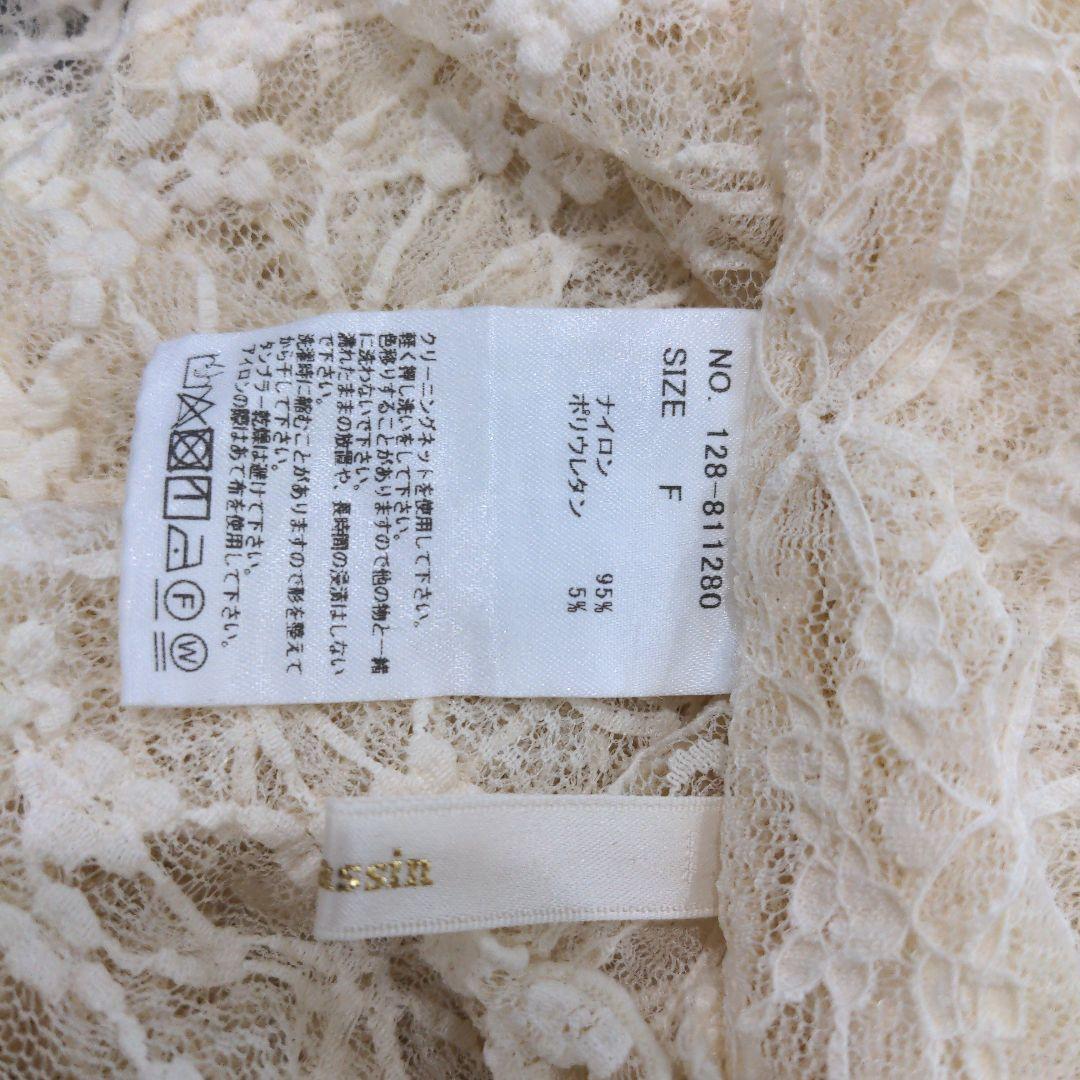 NO. 128-811280
SIZE F
ナイロン 95%
ポリウレタン 5%
クリーニングネットを使用して下さい。
軽く押し洗いをして下さい。
色移りすることがありますので他の物と一緒
に洗わないで下さい。
濡れたままの放置や、長時間の浸漬はしない
で下さい。
洗濯時に縮むことがありますので形を整えて
から干して下さい。
タンブラー乾燥は避けて下さい。
アイロンの際はあて布を使用して下さい。
F
W
assin